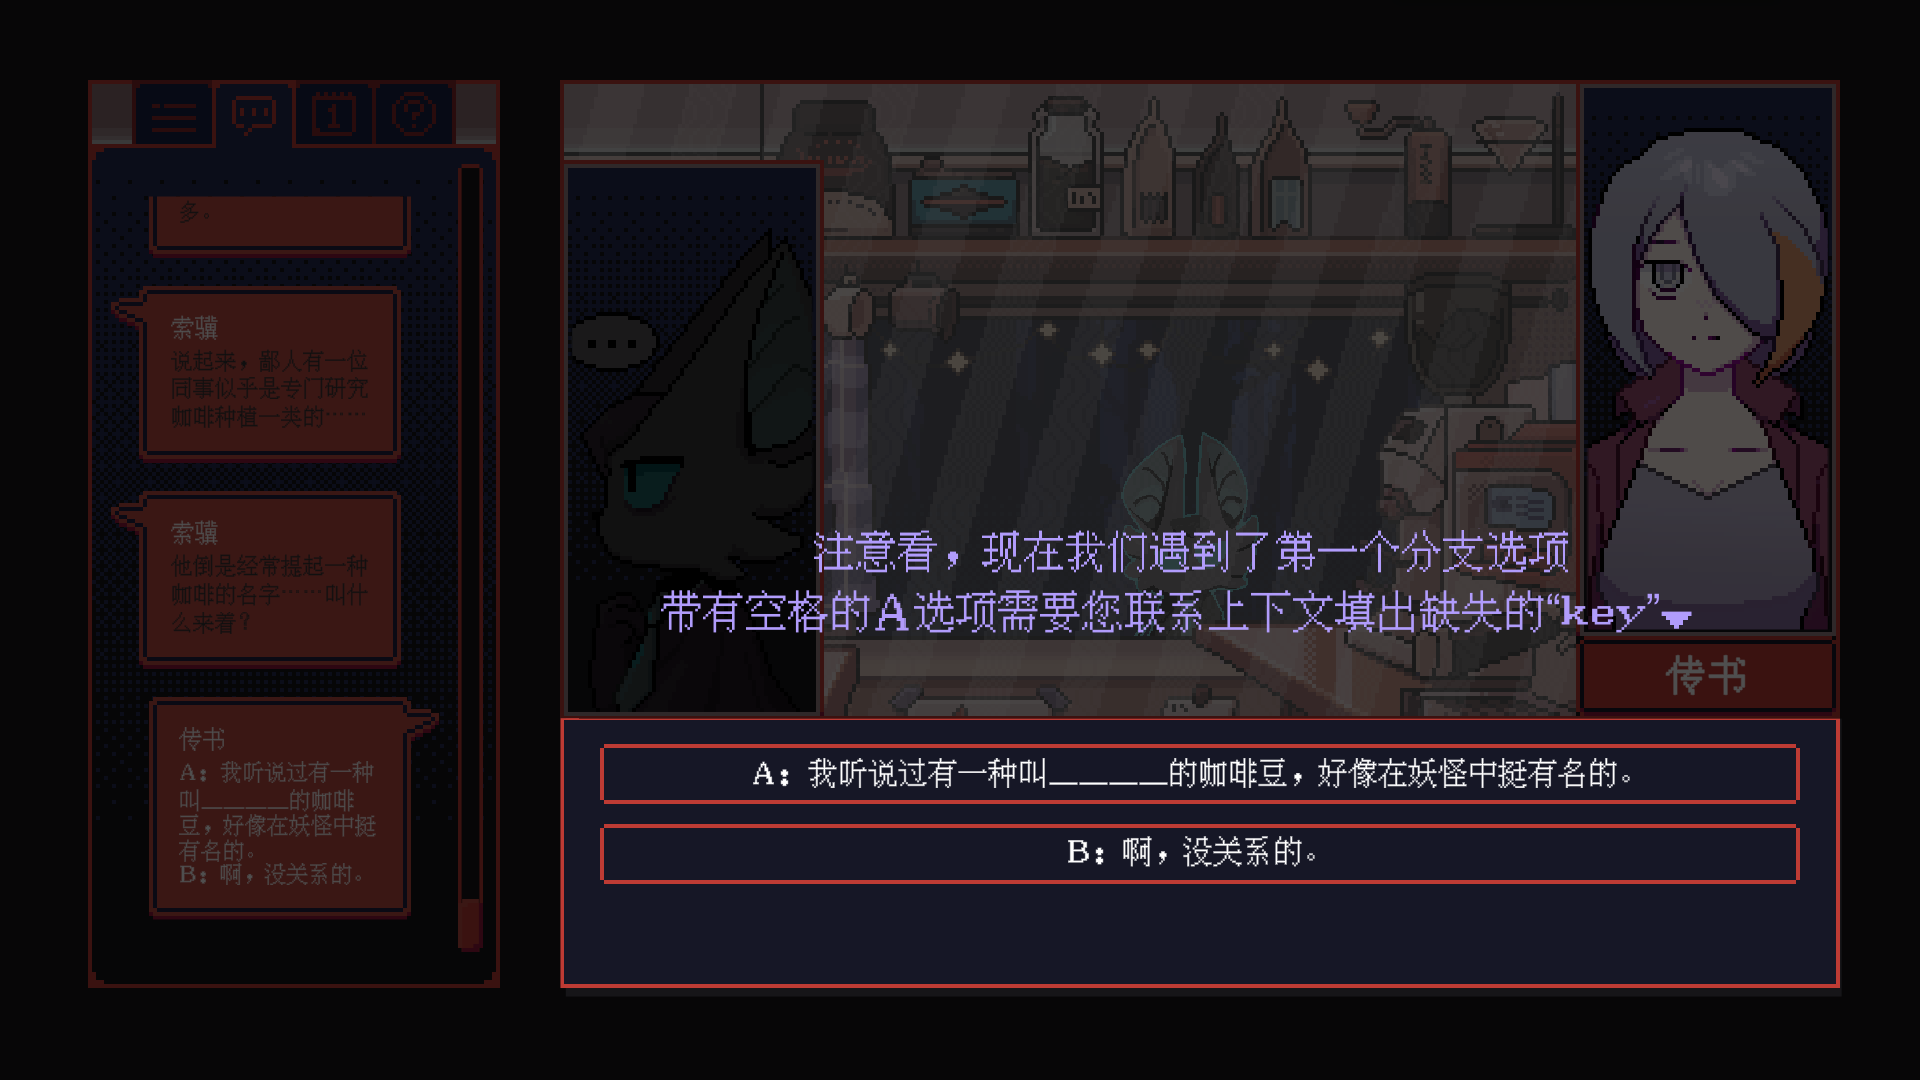 1
多。
索骥
说起来，鄙人有一位
同事似乎是专门研究
咖啡种植一类的……
索骥
他倒是经常提起一种
咖啡的名字……叫什
么来着？
传书
A：我听说过有一种
叫________的咖啡
豆，好像在妖怪中挺
有名的。
B：啊，没关系的。
注意看，现在我们遇到了第一个分支选项
带有空格的A选项需要您联系上下文填出缺失的“key”
传书
A：我听说过有一种叫________的咖啡豆，好像在妖怪中挺有名的。
B：啊，没关系的。